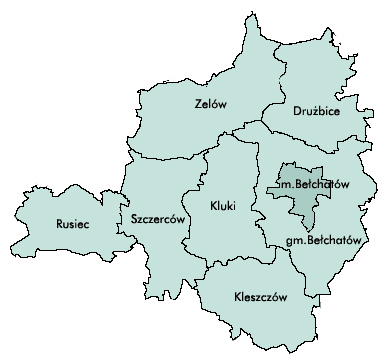 Zelów
Drużbice
m.Bełchatów
Kluki
Szczerców
Rusiec
gm.Bełchatów
Kleszczów